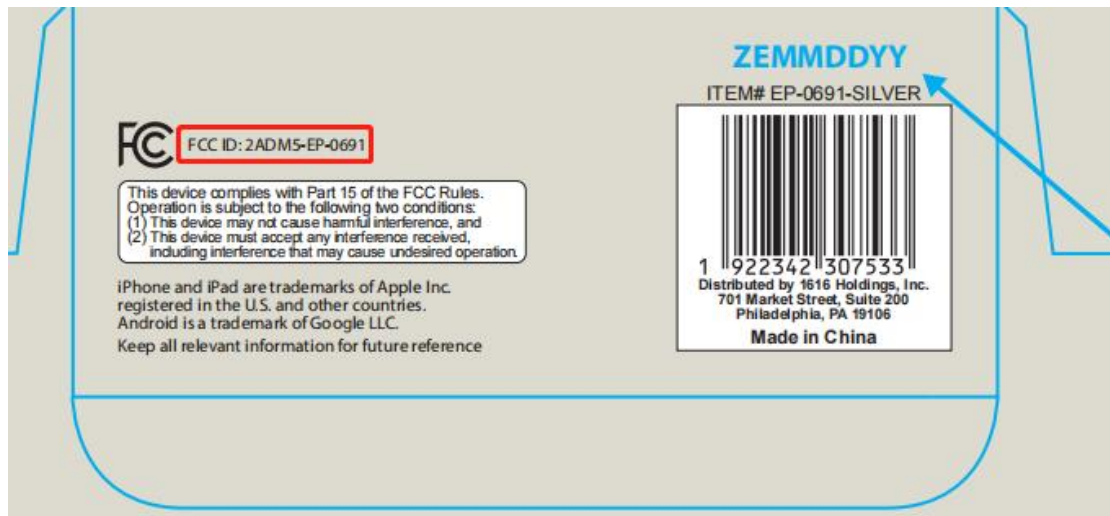 FC FCC ID: 2ADM5-EP-0691
This device complies with Part 15 of the FCC Rules.
Operation is subject to the following two conditions:
(1) This device may not cause harmful interference, and
(2) This device must accept any interference received,
including interference that may cause undesired operation.
iPhone and iPad are trademarks of Apple Inc.
registered in the U.S. and other countries.
Android is a trademark of Google LLC.
Keep all relevant information for future reference
ZEMMDDYY
ITEM# EP-0691-SILVER
1 922342 307533
Distributed by 1616 Holdings, Inc.
701 Market Street, Suite 200
Philadelphia, PA 19106
Made in China